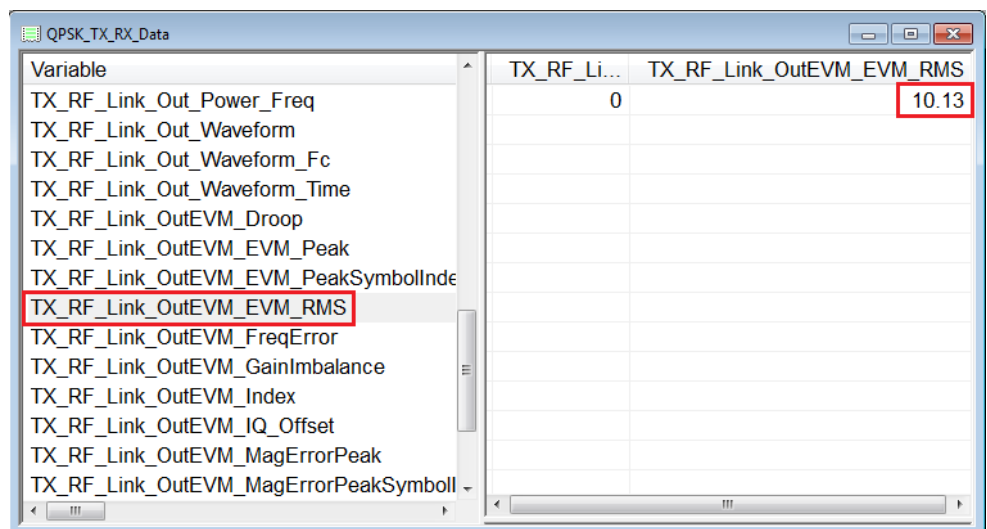 QPSK_TX_RX_Data
Variable
TX_RF_Link_Out_Power_Freq
TX_RF_Link_Out_Waveform
TX_RF_Link_Out_Waveform_Fc
TX_RF_Link_Out_Waveform_Time
TX_RF_Link_OutEVM_Droop
TX_RF_Link_OutEVM_EVM_Peak
TX_RF_Link_OutEVM_EVM_PeakSymbolInde
TX_RF_Link_OutEVM_EVM_RMS
TX_RF_Link_OutEVM_FreqError
TX_RF_Link_OutEVM_GainImbalance
TX_RF_Link_OutEVM_Index
TX_RF_Link_OutEVM_IQ_Offset
TX_RF_Link_OutEVM_MagErrorPeak
TX_RF_Link_OutEVM_MagErrorPeakSymbolI
TX_RF_Li... TX_RF_Link_OutEVM_EVM_RMS
0 10.13